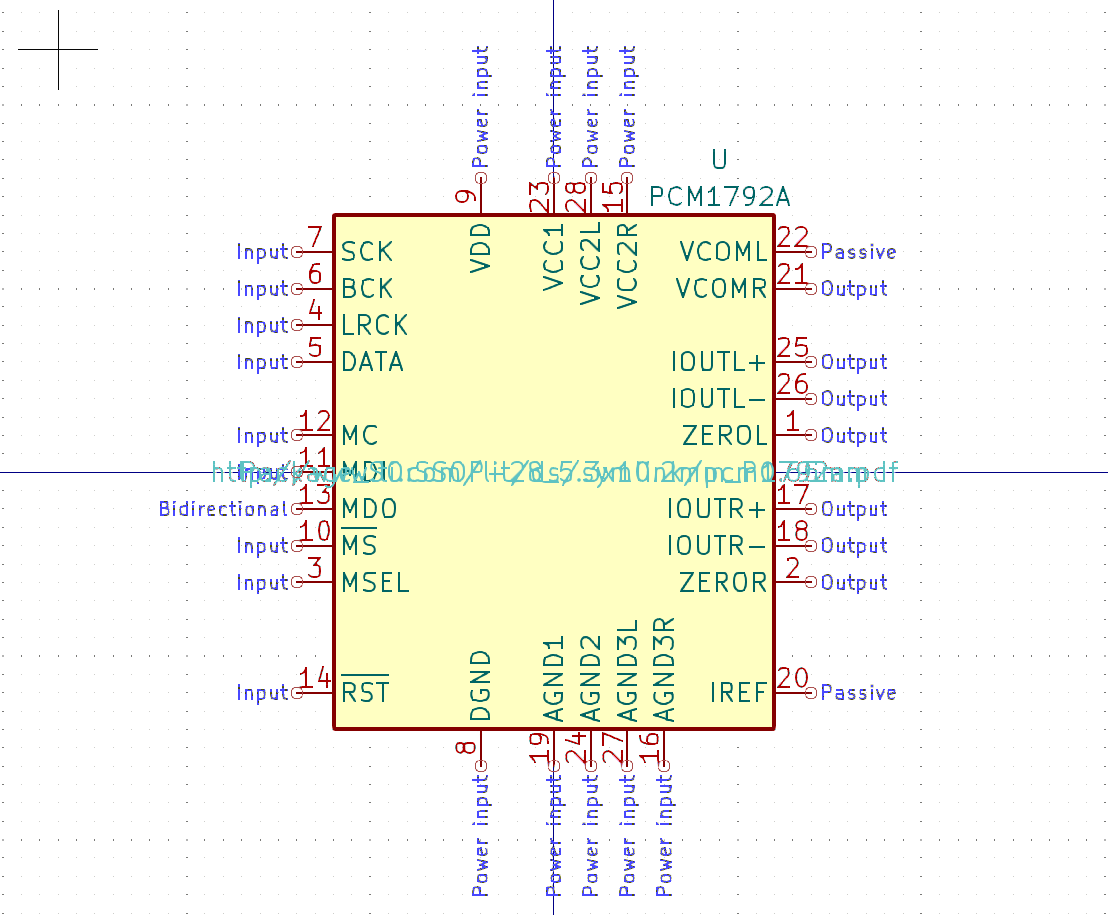 Power input Power input Power input Power input
U
PCM1792A
9 23 28 15
VDD VCC1 VCC2L VCC2R
Input 7 SCK VCOML 22 Passive
Input 6 BCK VCOMR 21 Output
Input 4 LRCK
Input 5 DATA IOUTL+ 25 Output
IOUTL- 26 Output
Input 12 MC ZEROL 1 Output
11 MDI
Bidirectional 13 MDO IOUTR+ 17 Output
Input 10 MS IOUTR- 18 Output
Input 3 MSEL ZEROR 2 Output
Input 14 RST IREF 20 Passive
DGND AGND1 AGND2 AGND3L AGND3R
8 19 24 27 16
Power input Power input Power input Power input Power input